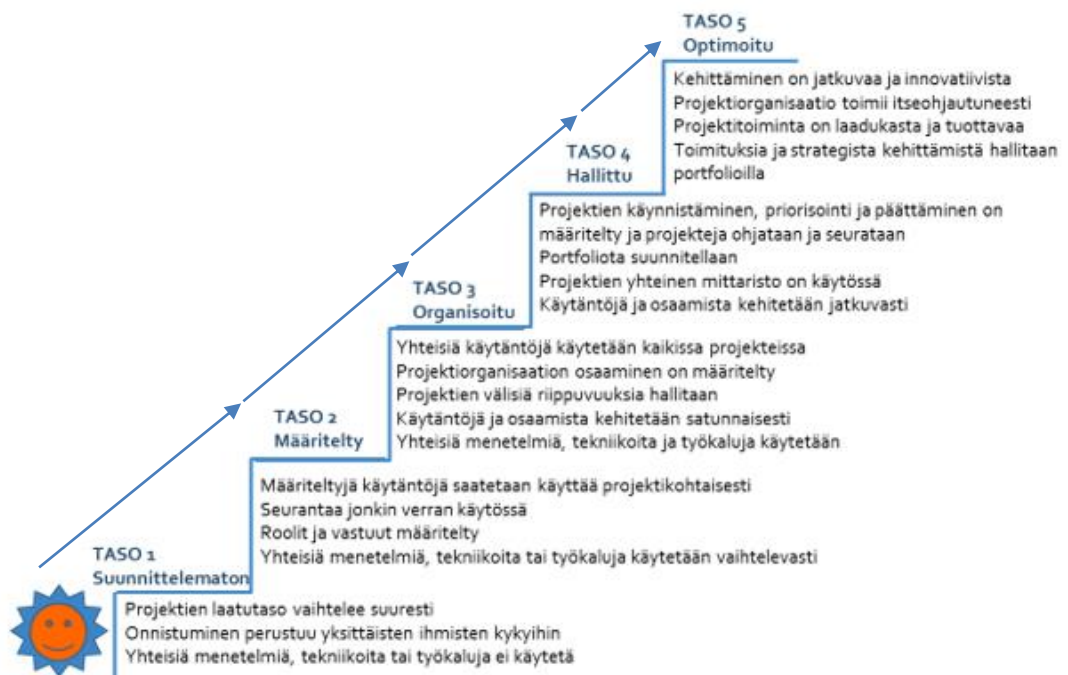 TASO 5
Optimoitu
Kehittäminen on jatkuvaa ja innovatiivista
Projektiorganisaatio toimii itseohjautuneesti
Projektitoiminta on laadukasta ja tuottavaa
Toimituksia ja strategista kehittämistä hallitaan
portfolioilla
TASO 4
Hallittu
Projektien käynnistäminen, priorisointi ja päättäminen on
määritelty ja projekteja ohjataan ja seurataan
Portfoliota suunnitellaan
Projektien yhteinen mittaristo on käytössä
Käytäntöjä ja osaamista kehitetään jatkuvasti
TASO 3
Organisoitu
Yhteisiä käytäntöjä käytetään kaikissa projekteissa
Projektiorganisaation osaaminen on määritelty
Projektien välisiä riippuvuuksia hallitaan
Käytäntöjä ja osaamista kehitetään satunnaisesti
Yhteisiä menetelmiä, tekniikoita ja työkaluja käytetään
TASO 2
Määritelty
Määriteltyjä käytäntöjä saatetaan käyttää projektikohtaisesti
Seurantaa jonkin verran käytössä
Roolit ja vastuut määritelty
Yhteisiä menetelmiä, tekniikoita tai työkaluja käytetään vaihtelevasti
TASO 1
Suunnittelematon
Projektien laatutaso vaihtelee suuresti
Onnistuminen perustuu yksittäisten ihmisten kykyihin
Yhteisiä menetelmiä, tekniikoita tai työkaluja ei käytetä